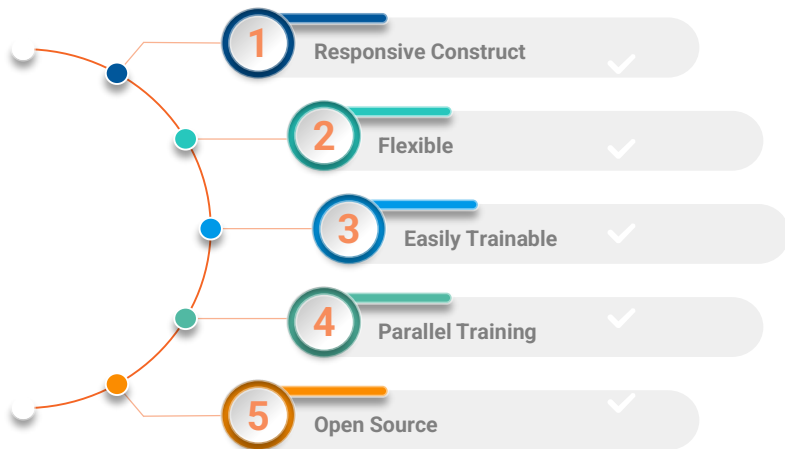 1
Responsive Construct
2
Flexible
3
Easily Trainable
4
Parallel Training
5
Open Source